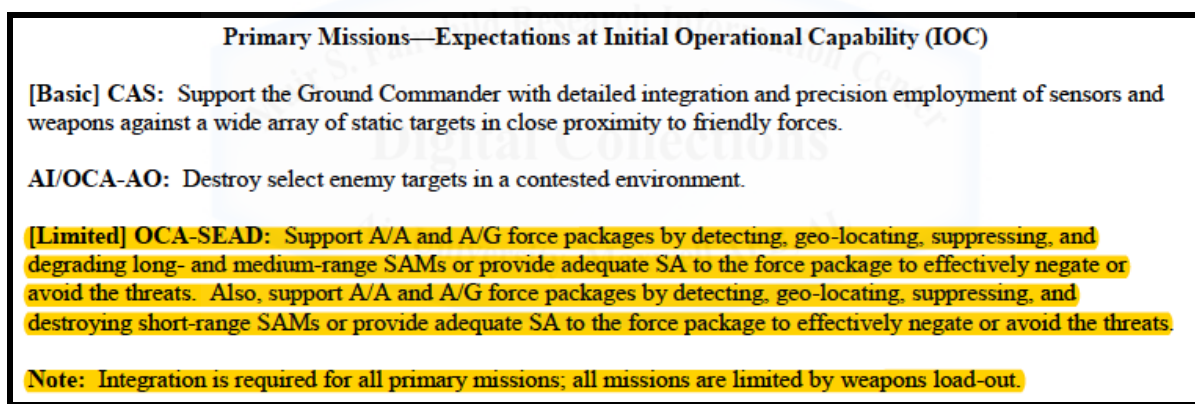 Primary Missions—Expectations at Initial Operational Capability (IOC)
[Basic] CAS: Support the Ground Commander with detailed integration and precision employment of sensors and
weapons against a wide array of static targets in close proximity to friendly forces.
AI/OCA-AO: Destroy select enemy targets in a contested environment.
[Limited] OCA-SEAD: Support A/A and A/G force packages by detecting, geo-locating, suppressing, and
degrading long- and medium-range SAMs or provide adequate SA to the force package to effectively negate or
avoid the threats. Also, support A/A and A/G force packages by detecting, geo-locating, suppressing, and
destroying short-range SAMs or provide adequate SA to the force package to effectively negate or avoid the threats.
Note: Integration is required for all primary missions; all missions are limited by weapons load-out.
Research Information Center
Digital Collections